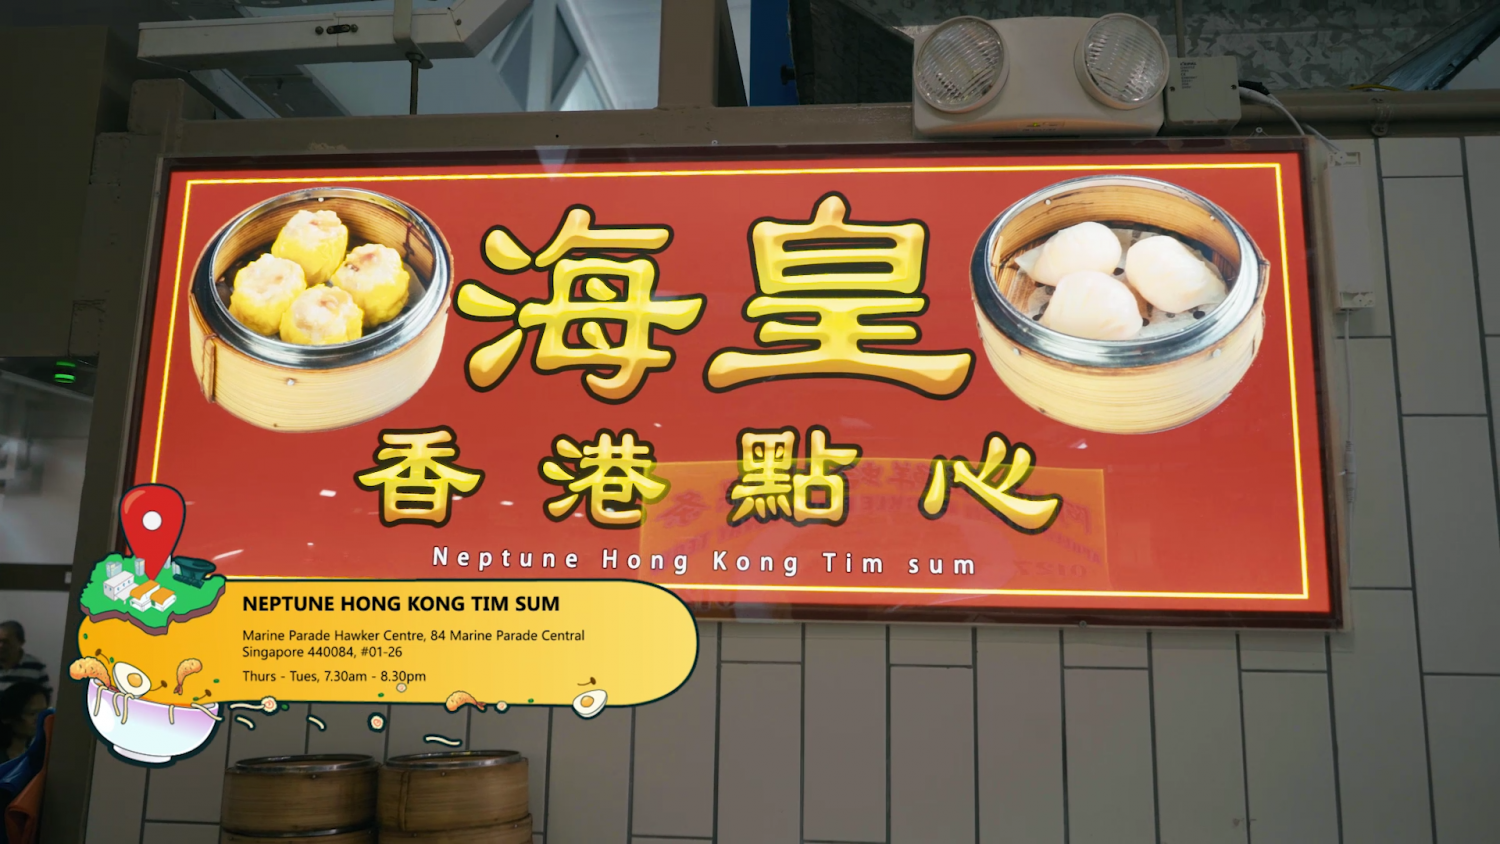 海皇
香港點心
Neptune Hong Kong Tim sum
NEPTUNE HONG KONG TIM SUM
Marine Parade Hawker Centre, 84 Marine Parade Central
Singapore 440084, #01-26
Thurs - Tues, 7.30am - 8.30pm